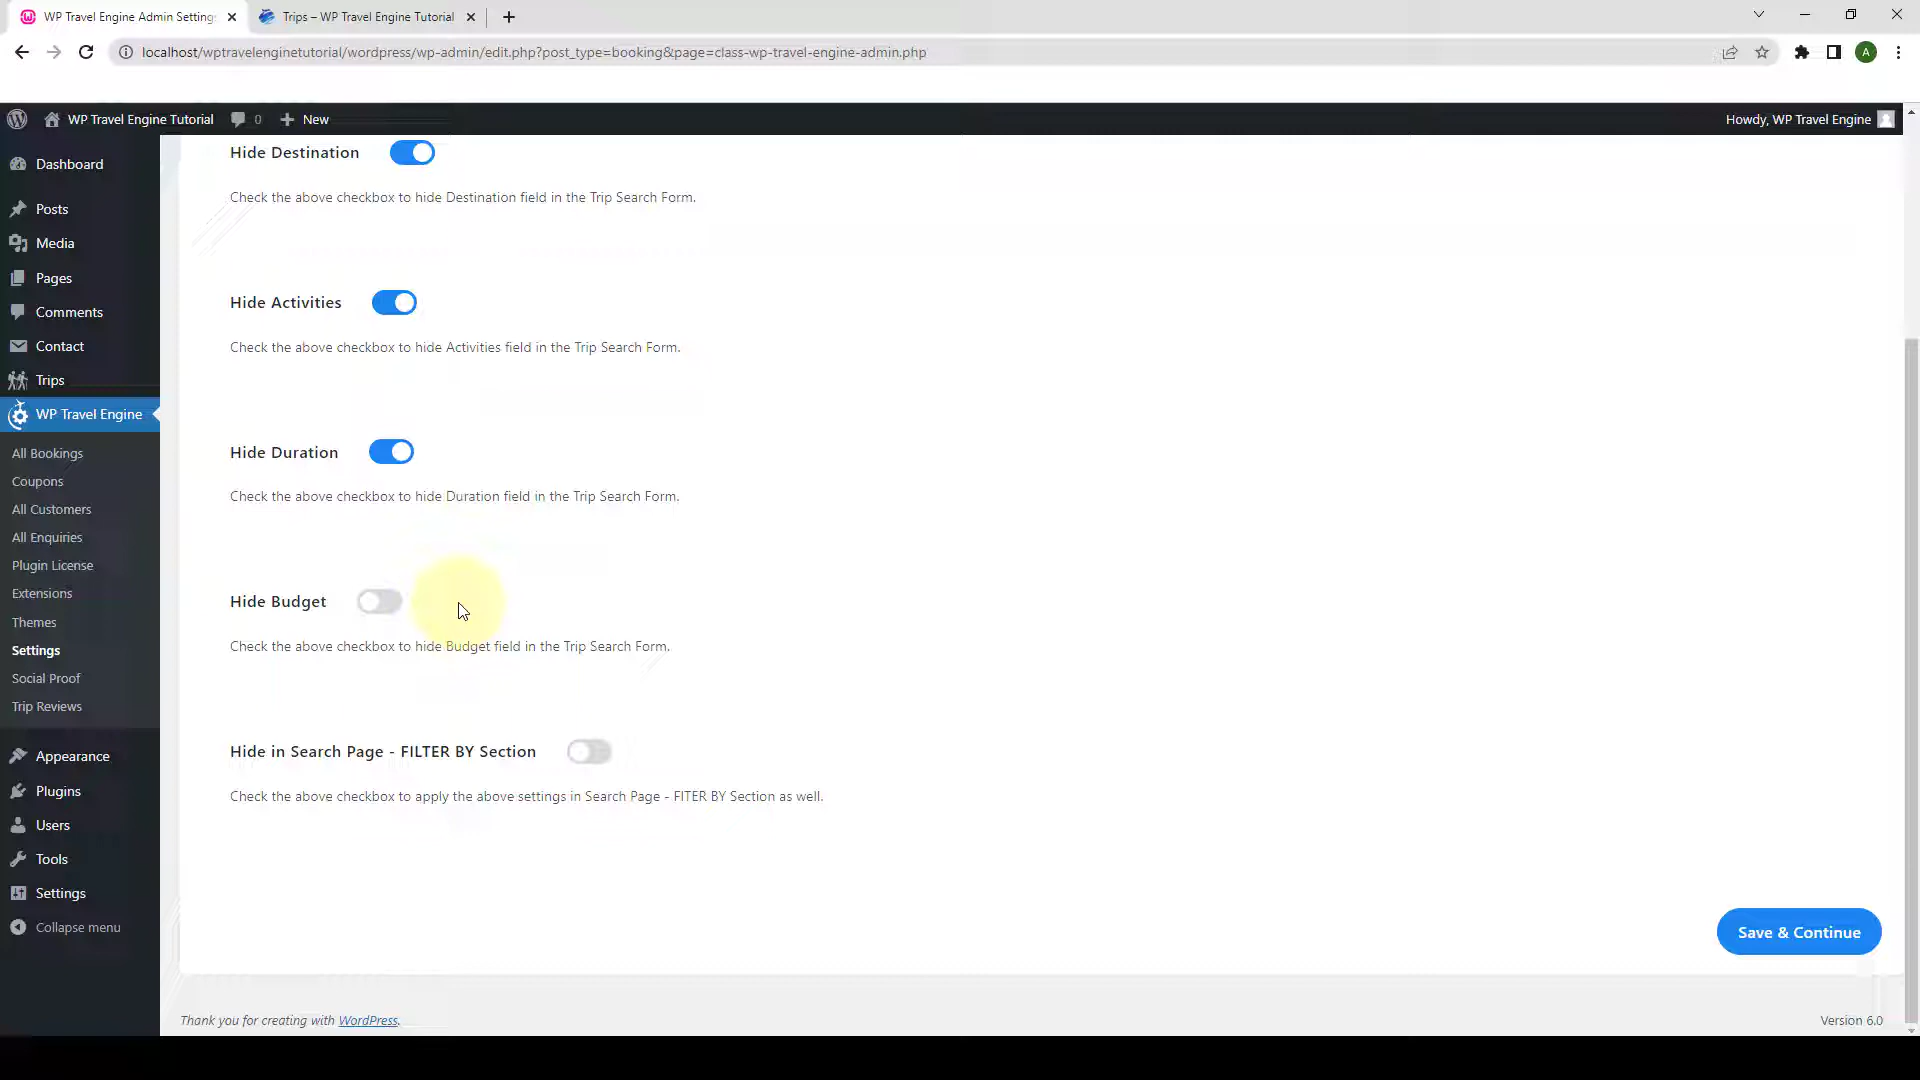 WP Travel Engine Admin Settings
Trips – WP Travel Engine Tutorial
localhost/wptravelenginetutorial/wordpress/wp-admin/edit.php?post_type=booking&page=class-wp-travel-engine-admin.php
A
WP Travel Engine Tutorial
0
New
Howdy, WP Travel Engine
Dashboard
Posts
Media
Pages
Comments
Contact
Trips
WP Travel Engine
All Bookings
Coupons
All Customers
All Enquiries
Plugin License
Extensions
Themes
Settings
Social Proof
Trip Reviews
Appearance
Plugins
Users
Tools
Settings
Collapse menu
Hide Destination
Check the above checkbox to hide Destination field in the Trip Search Form.
Hide Activities
Check the above checkbox to hide Activities field in the Trip Search Form.
Hide Duration
Check the above checkbox to hide Duration field in the Trip Search Form.
Hide Budget
Check the above checkbox to hide Budget field in the Trip Search Form.
Hide in Search Page - FILTER BY Section
Check the above checkbox to apply the above settings in Search Page - FITER BY Section as well.
Save & Continue
Thank you for creating with WordPress.
Version 6.0